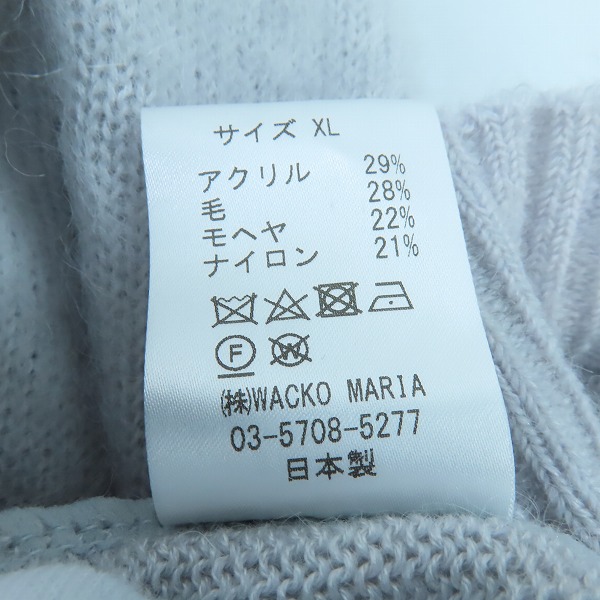 サイズ XL
アクリル 29%
毛 28%
モヘヤ 22%
ナイロン 21%
F W
㈱WACKO MARIA
03-5708-5277
日本製